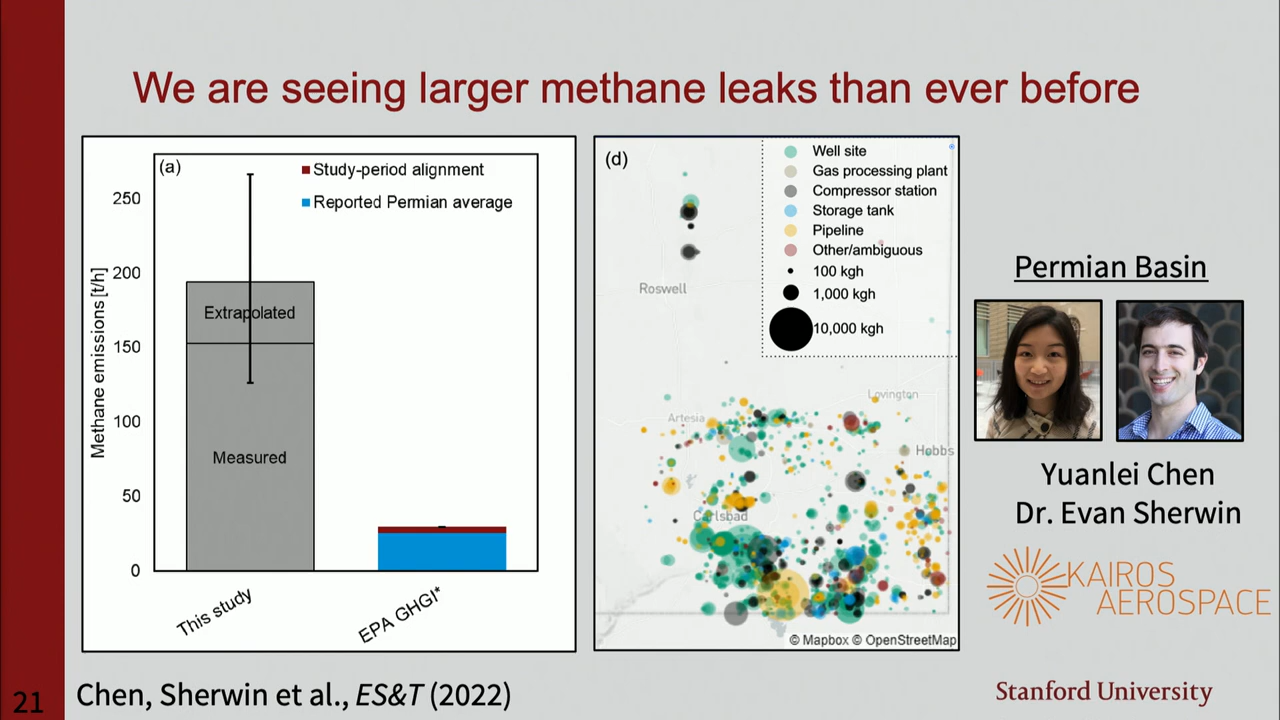 We are seeing larger methane leaks than ever before
(a)
Study-period alignment
Reported Permian average
Methane emissions [t/h]
250
200
150
100
50
0
Extrapolated
Measured
This study
EPA GHGI*
(d)
Well site
Gas processing plant
Compressor station
Storage tank
Pipeline
Other/ambiguous
100 kgh
1,000 kgh
10,000 kgh
Roswell
Lovington
Artesia
Hobbs
Carlsbad
© Mapbox © OpenStreetMap
Permian Basin
Yuanlei Chen
Dr. Evan Sherwin
KAIROS
AEROSPACE
21
Chen, Sherwin et al., ES&T (2022)
Stanford University